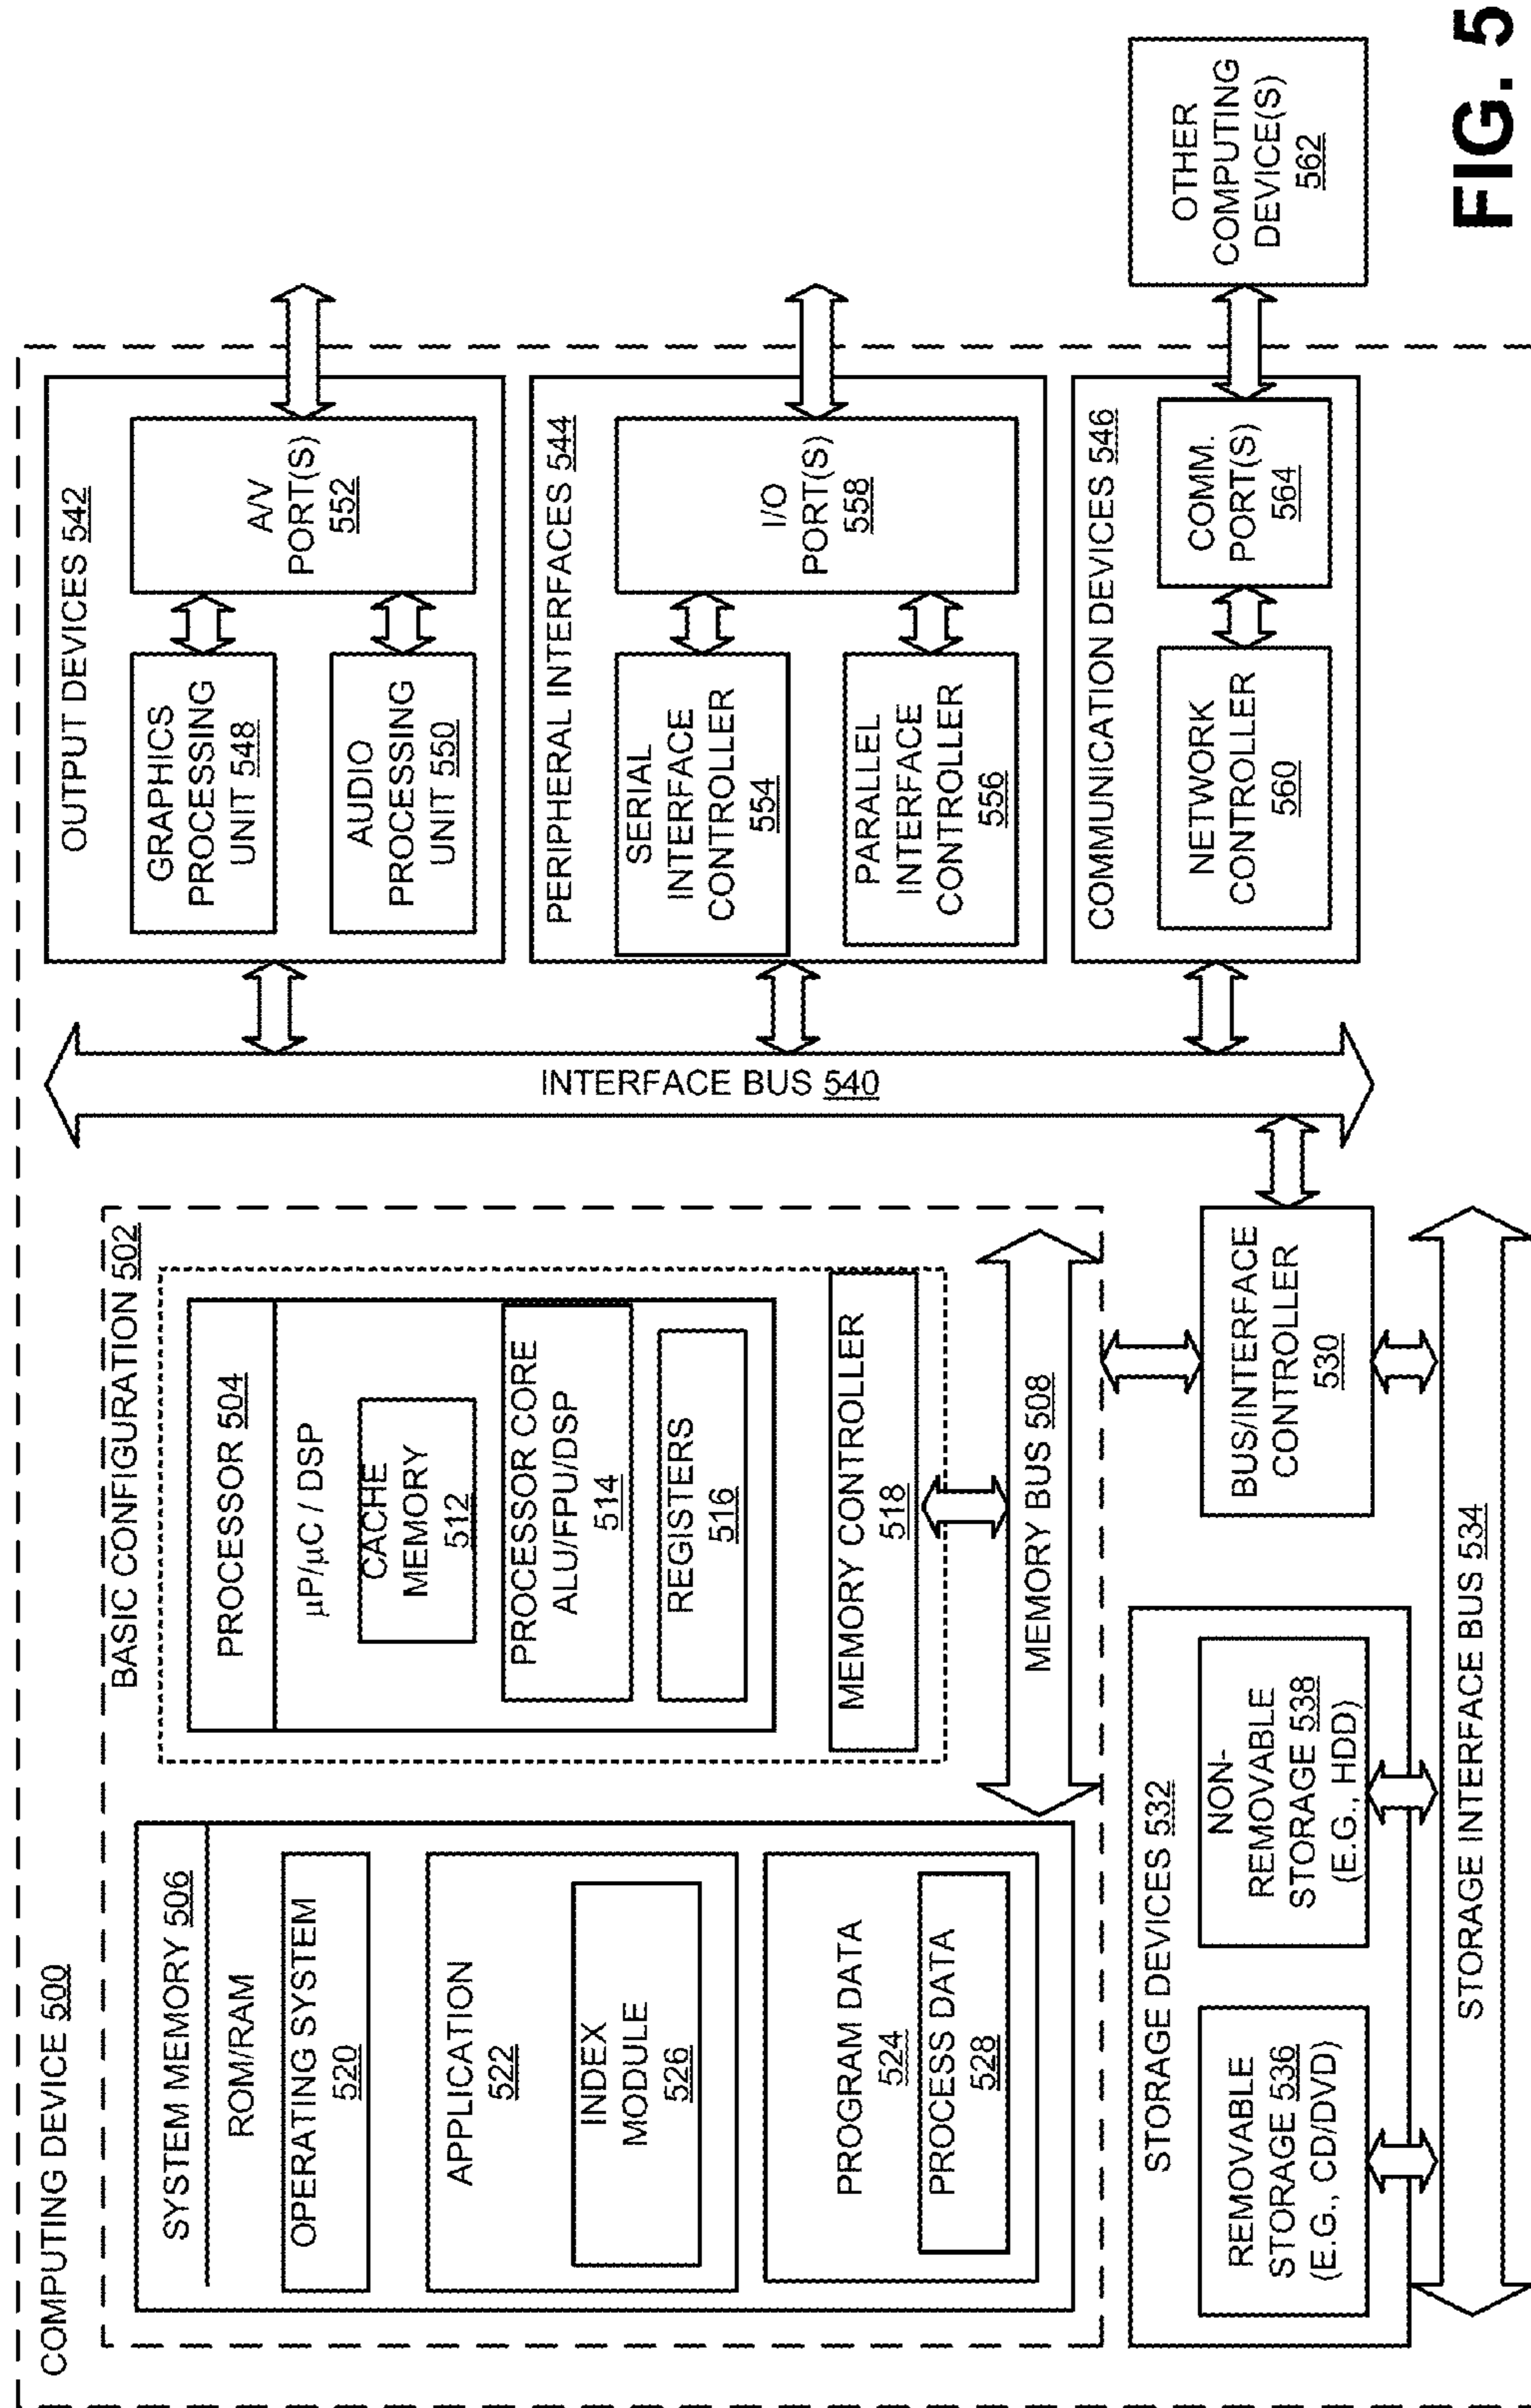 COMPUTING DEVICE 500
BASIC CONFIGURATION 502
SYSTEM MEMORY 506
ROM/RAM
OPERATING SYSTEM
520
APPLICATION
522
INDEX
MODULE
526
PROGRAM DATA
524
PROCESS DATA
528
PROCESSOR 504
µP/µC / DSP
CACHE
MEMORY
512
PROCESSOR CORE
ALU/FPU/DSP
514
REGISTERS
516
MEMORY CONTROLLER
518
MEMORY BUS 508
STORAGE DEVICES 532
REMOVABLE
STORAGE 536
(E.G., CD/DVD)
NON-
REMOVABLE
STORAGE 538
(E.G., HDD)
BUS/INTERFACE
CONTROLLER
530
STORAGE INTERFACE BUS 534
INTERFACE BUS 540
OUTPUT DEVICES 542
GRAPHICS
PROCESSING
UNIT 548
AUDIO
PROCESSING
UNIT 550
A/V
PORT(S)
552
PERIPHERAL INTERFACES 544
SERIAL
INTERFACE
CONTROLLER
554
PARALLEL
INTERFACE
CONTROLLER
556
I/O
PORT(S)
558
COMMUNICATION DEVICES 546
NETWORK
CONTROLLER
560
COMM.
PORT(S)
564
OTHER
COMPUTING
DEVICE(S)
562
FIG. 5